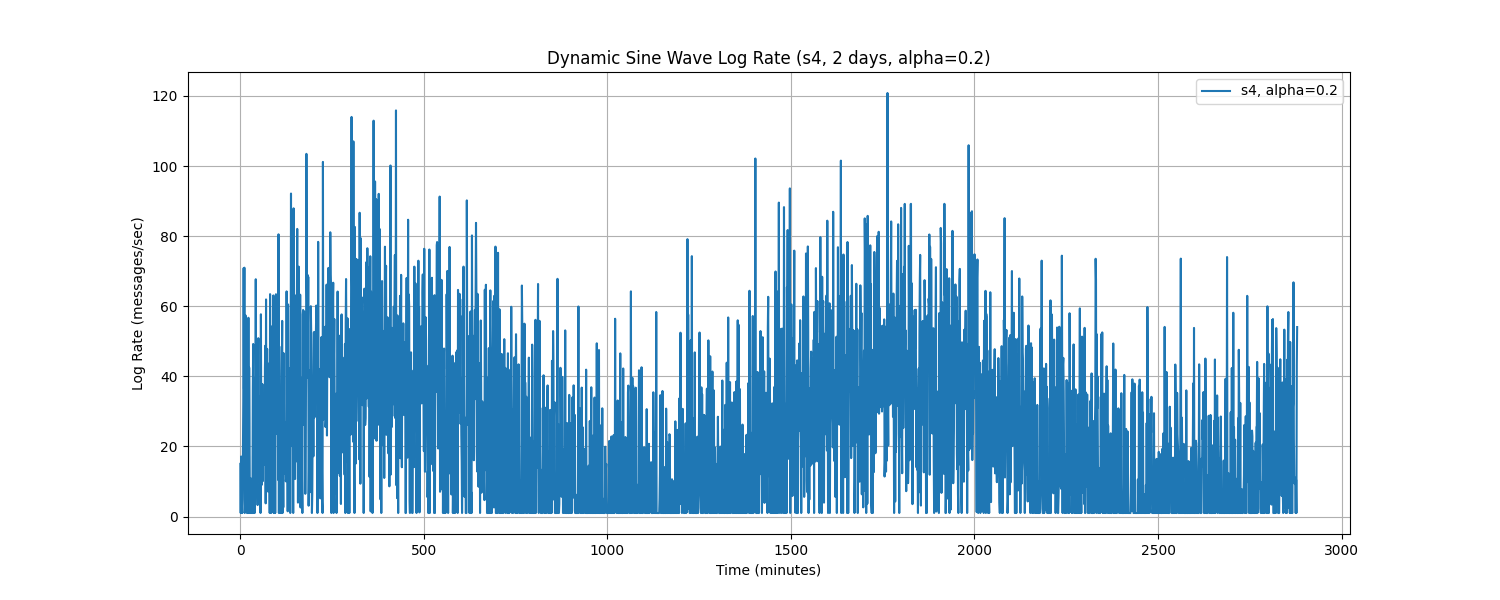 Dynamic Sine Wave Log Rate (s4, 2 days, alpha=0.2)
s4, alpha=0.2
Log Rate (messages/sec)
120
100
80
60
40
20
0
0 500 1000 1500 2000 2500 3000
Time (minutes)